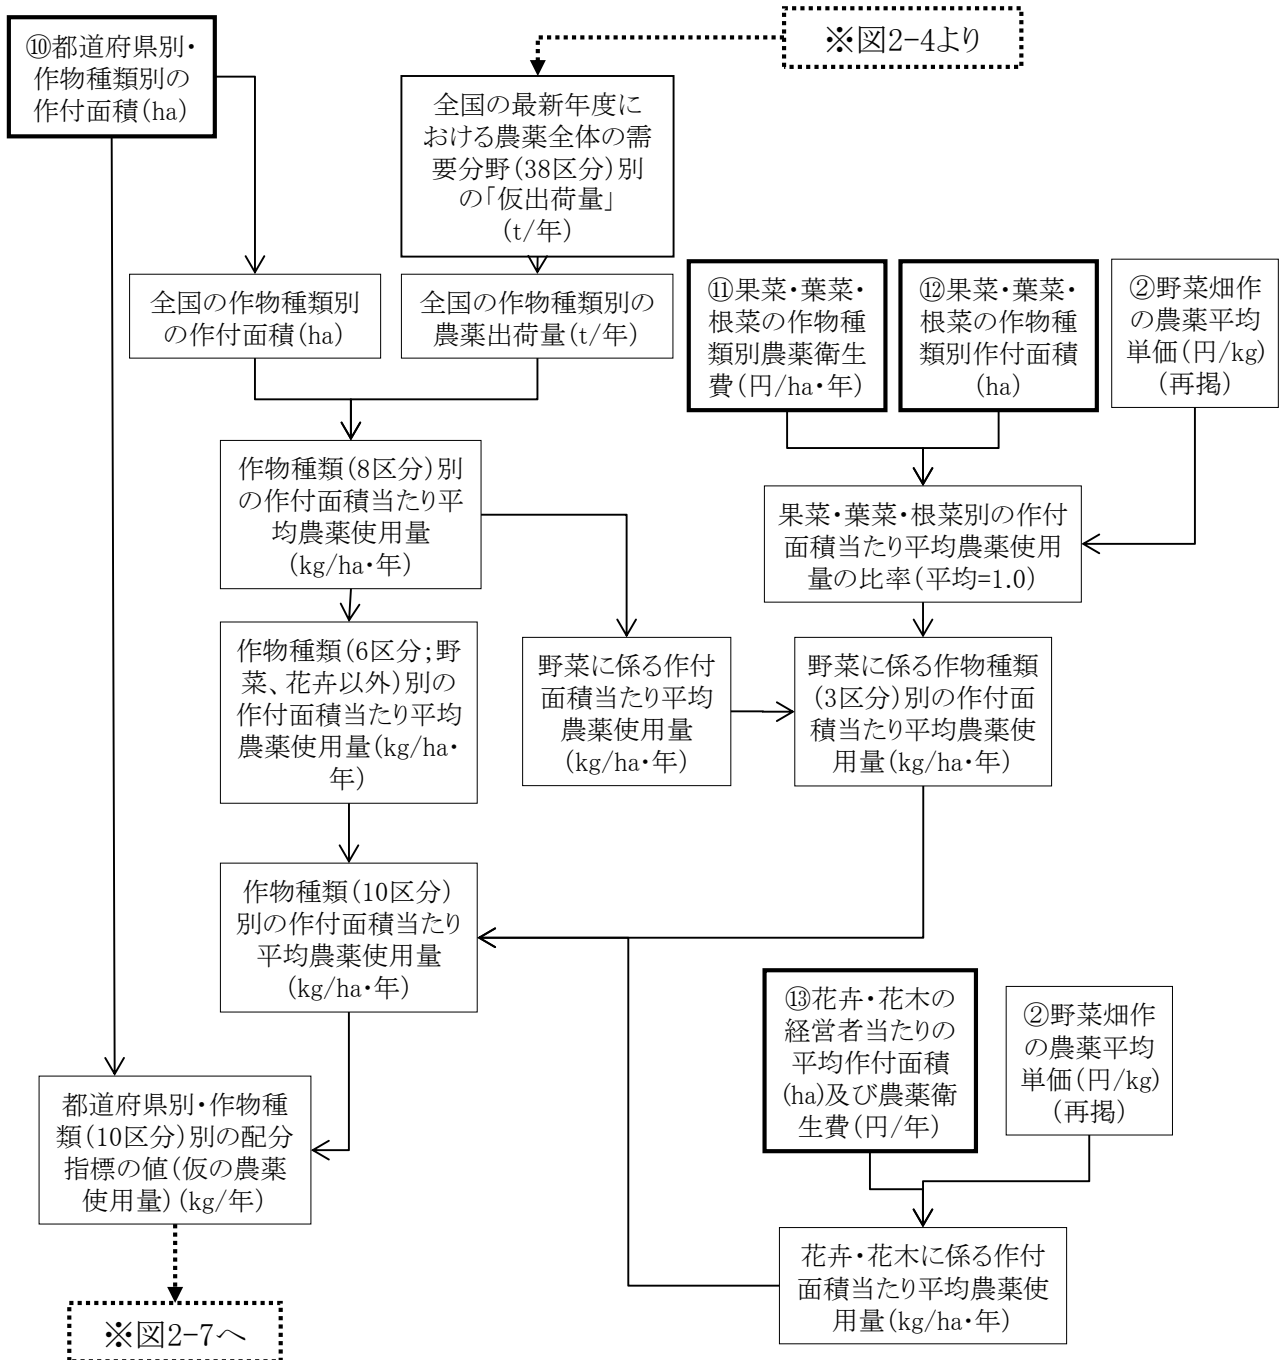 ※図2-4より
⑩都道府県別・
作物種類別の
作付面積(ha)
全国の最新年度に
おける農薬全体の需
要分野(38区分)別
の「仮出荷量」
(t/年)
全国の作物種類別
の作付面積(ha)
全国の作物種類別の
農薬出荷量(t/年)
⑪果菜・葉菜・
根菜の作物種
類別農薬衛生
費(円/ha・年)
⑫果菜・葉菜・
根菜の作物種
類別作付面積
(ha)
②野菜畑作
の農薬平均
単価(円/kg)
(再掲)
作物種類(8区分)別
の作付面積当たり平
均農薬使用量
(kg/ha・年)
果菜・葉菜・根菜別の作付
面積当たり平均農薬使用
量の比率(平均=1.0)
作物種類(6区分;野
菜、花卉以外)別の
作付面積当たり平均
農薬使用量(kg/ha・
年)
野菜に係る作付
面積当たり平均
農薬使用量
(kg/ha・年)
野菜に係る作物種類
(3区分)別の作付面
積当たり平均農薬使
用量(kg/ha・年)
作物種類(10区分)
別の作付面積当たり
平均農薬使用量
(kg/ha・年)
⑬花卉・花木の
経営者当たりの
平均作付面積
(ha)及び農薬衛
生費(円/年)
②野菜畑作
の農薬平均
単価(円/kg)
(再掲)
都道府県別・作物種
類(10区分)別の配分
指標の値(仮の農薬
使用量)(kg/年)
花卉・花木に係る作付
面積当たり平均農薬使
用量(kg/ha・年)
※図2-7へ